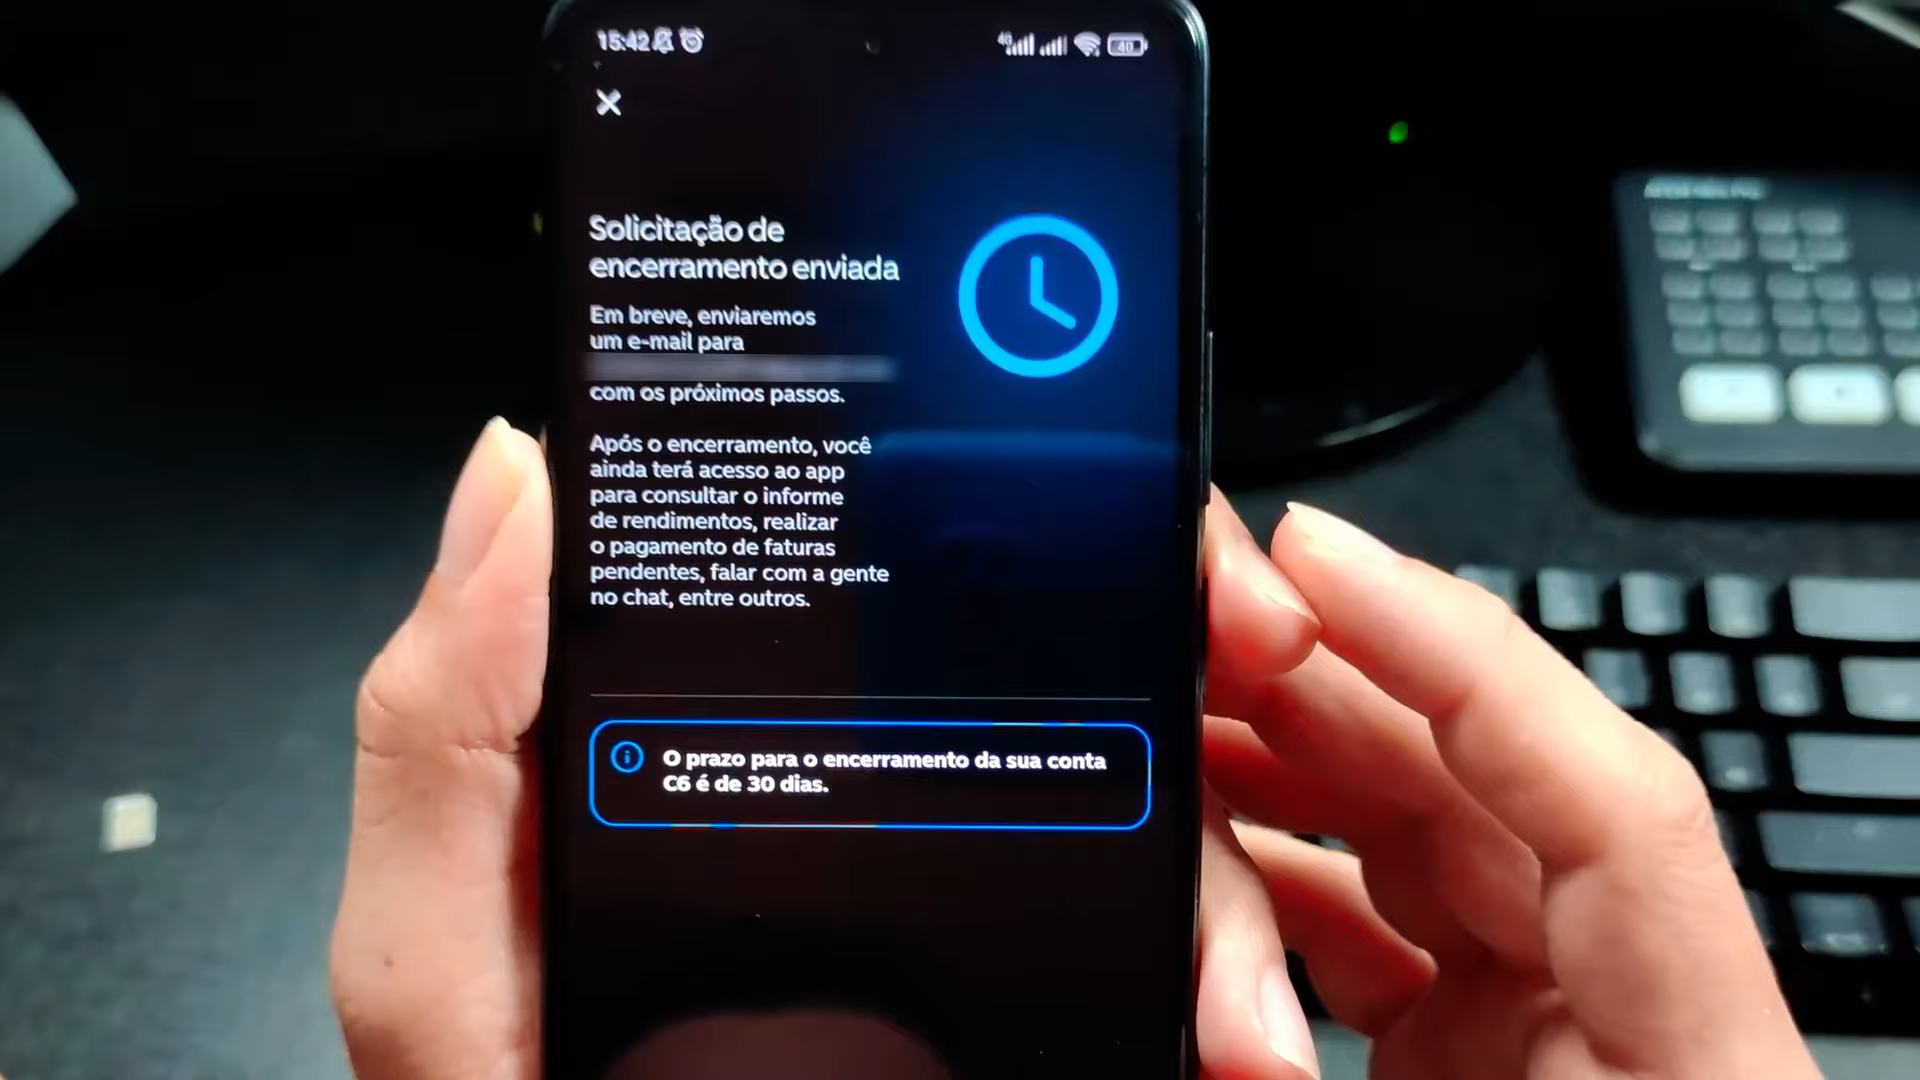 15:42
4G
40
Solicitação de
encerramento enviada
Em breve, enviaremos
um e-mail para
com os próximos passos.
Após o encerramento, você
ainda terá acesso ao app
para consultar o informe
de rendimentos, realizar
o pagamento de faturas
pendentes, falar com a gente
no chat, entre outros.
O prazo para o encerramento da sua conta
C6 é de 30 dias.